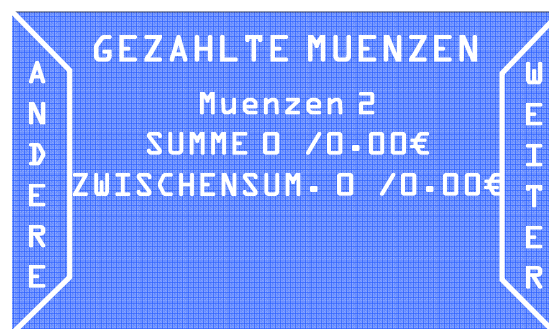 GEZAHLTE MUENZEN
Muenzen 2
SUMME 0 /0.00€
ZWISCHENSUM. 0 /0.00€
ANDERE
WEITER